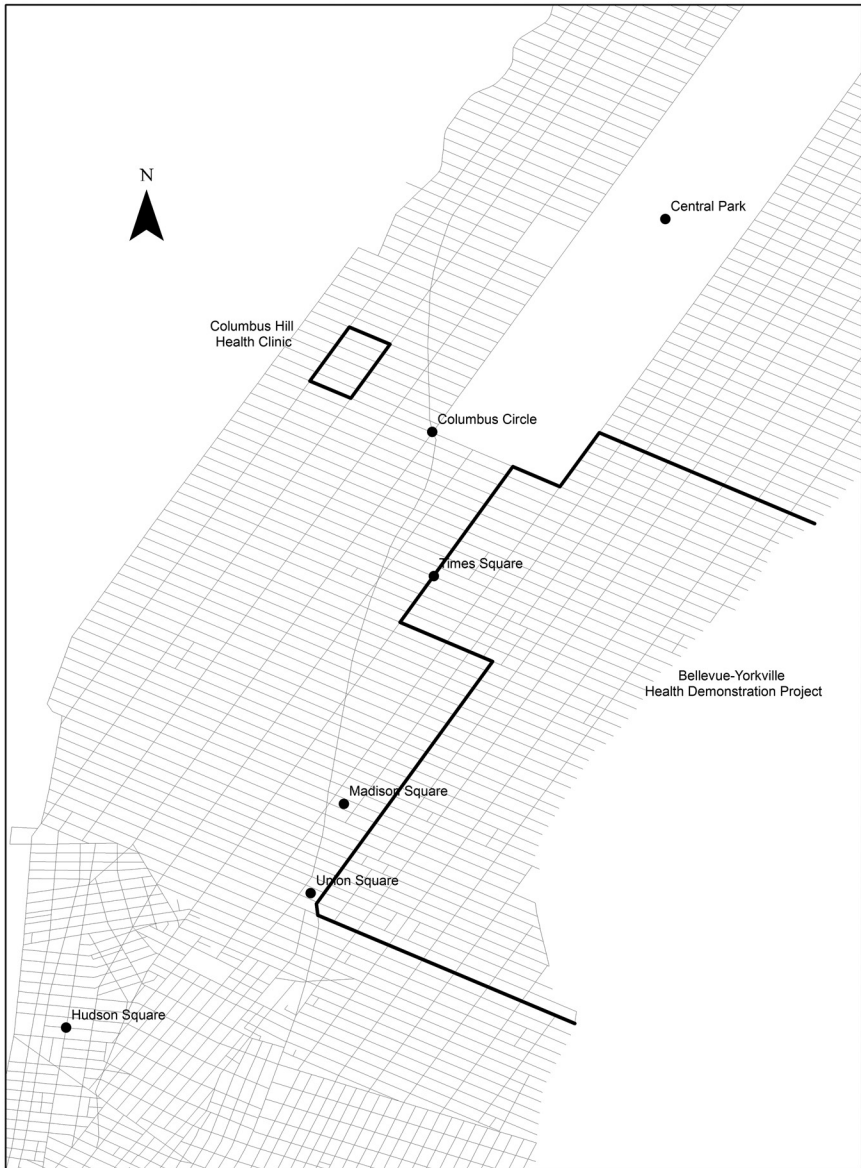 N
Central Park
Columbus Hill
Health Clinic
Columbus Circle
Times Square
Bellevue-Yorkville
Health Demonstration Project
Madison Square
Union Square
Hudson Square